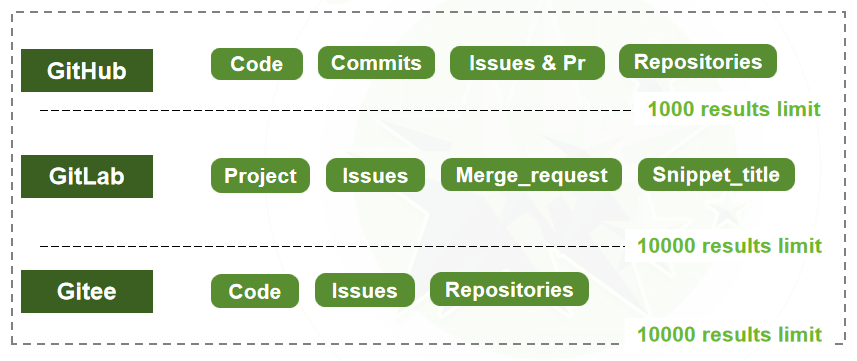 GitHub Code Commits Issues & Pr Repositories
1000 results limit
GitLab Project Issues Merge_request Snippet_title
10000 results limit
Gitee Code Issues Repositories
10000 results limit